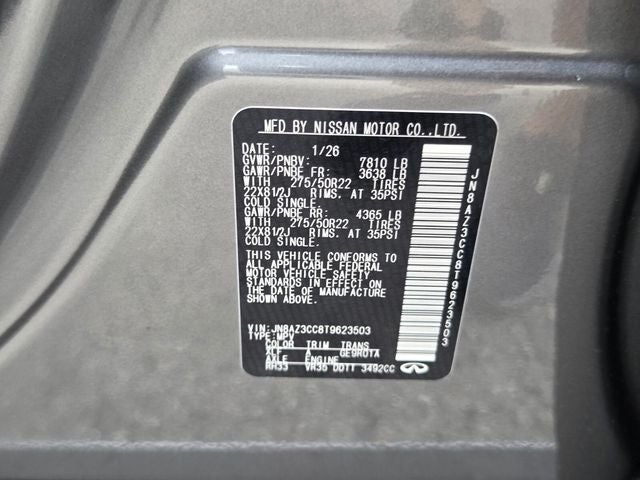 MFD BY NISSAN MOTOR CO.,LTD.
DATE: 1/26
GVWR/PNBV: 7810 LB
GAWR/PNBE FR: 3638 LB
WITH 275/50R22 TIRES
22X81/2J RIMS, AT 35PSI
COLD SINGLE.
GAWR/PNBE RR: 4365 LB
WITH 275/50R22 TIRES
22X81/2J RIMS, AT 35PSI
COLD SINGLE.
THIS VEHICLE CONFORMS TO
ALL APPLICABLE FEDERAL
MOTOR VEHICLE SAFETY
STANDARDS IN EFFECT ON
THE DATE OF MANUFACTURE
SHOWN ABOVE.
VIN:JN8AZ3CC8T9623503
TYPE:MPV
COLOR TRIM TRANS
XLF A GE9R01A
AXLE ENGINE
RH33 VR35 DDTT 3492CC
JN8AZ3CC8T9623503